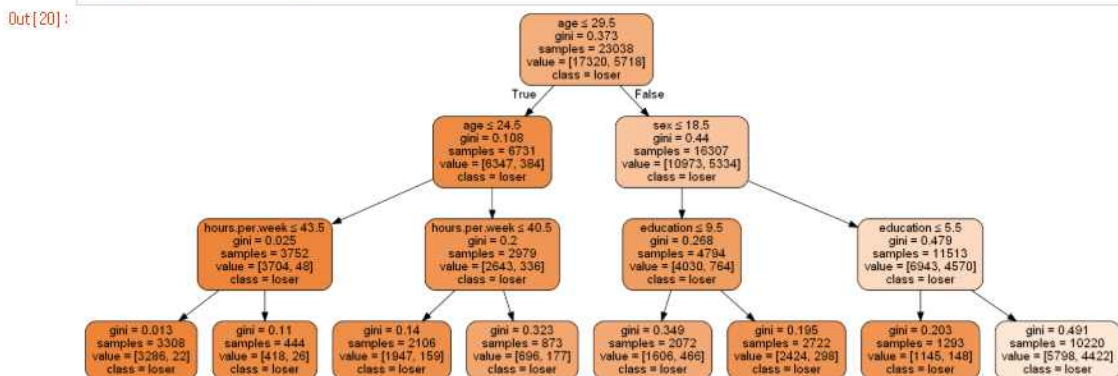 Out[20]:
age ≤ 29.5
gini = 0.373
samples = 23038
value = [17320, 5718]
class = loser
True
False
age ≤ 24.5
gini = 0.108
samples = 6731
value = [6347, 384]
class = loser
sex ≤ 18.5
gini = 0.44
samples = 16307
value = [10973, 5334]
class = loser
hours.per.week ≤ 43.5
gini = 0.025
samples = 3752
value = [3704, 48]
class = loser
hours.per.week ≤ 40.5
gini = 0.2
samples = 2979
value = [2643, 336]
class = loser
education ≤ 9.5
gini = 0.268
samples = 4794
value = [4030, 764]
class = loser
education ≤ 5.5
gini = 0.479
samples = 11513
value = [6943, 4570]
class = loser
gini = 0.013
samples = 3308
value = [3286, 22]
class = loser
gini = 0.11
samples = 444
value = [418, 26]
class = loser
gini = 0.14
samples = 2106
value = [1947, 159]
class = loser
gini = 0.323
samples = 873
value = [696, 177]
class = loser
gini = 0.349
samples = 2072
value = [1606, 466]
class = loser
gini = 0.195
samples = 2722
value = [2424, 298]
class = loser
gini = 0.203
samples = 1293
value = [1145, 148]
class = loser
gini = 0.491
samples = 10220
value = [5798, 4422]
class = loser